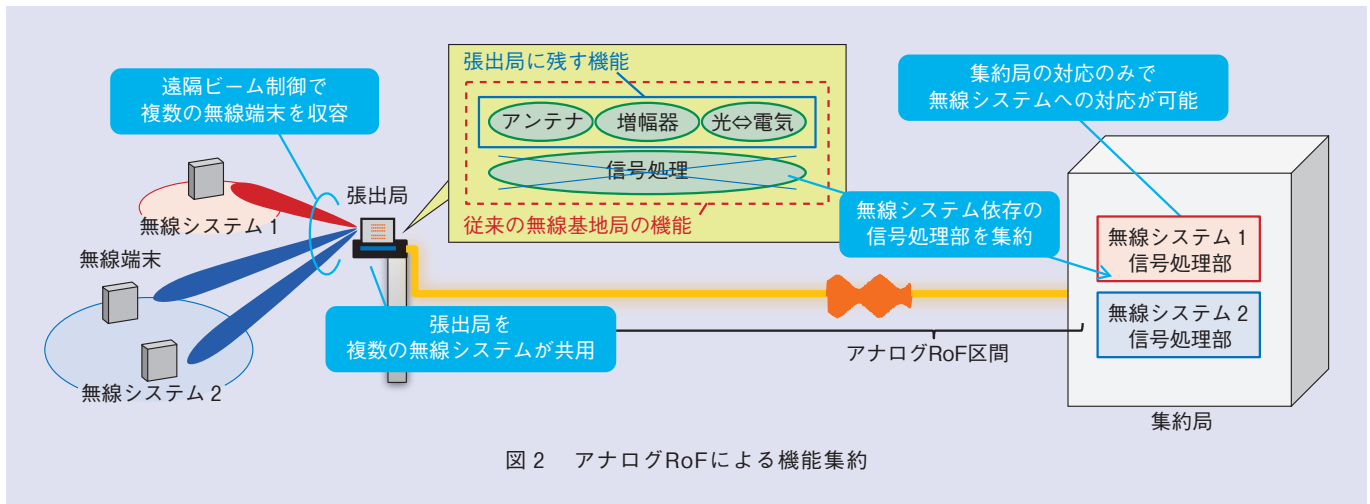 遠隔ビーム制御で
複数の無線端末を収容
張出局に残す機能
アンテナ
増幅器
光⇔電気
信号処理
従来の無線基地局の機能
集約局の対応のみで
無線システムへの対応が可能
張出局
無線システム1
無線端末
無線システム2
張出局を
複数の無線システムが共用
無線システム依存の
信号処理部を集約
無線システム1
信号処理部
無線システム2
信号処理部
アナログRoF区間
集約局
図2 アナログRoFによる機能集約